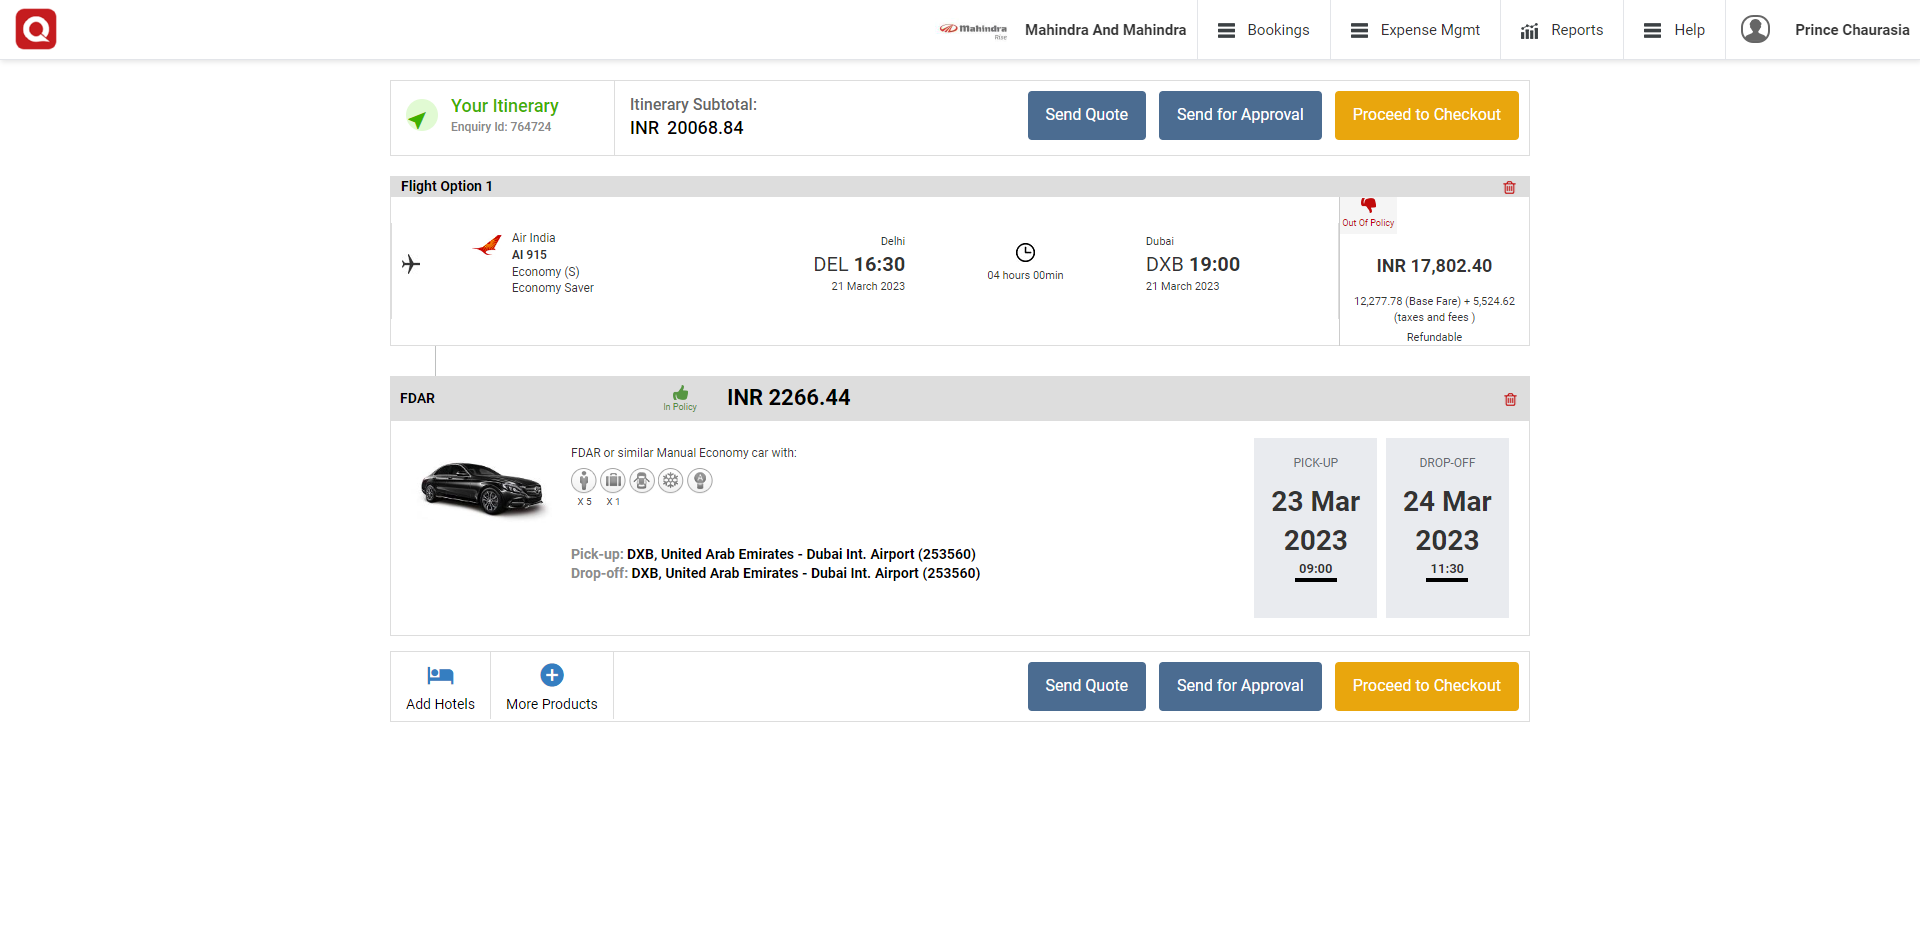 Mahindra
Rise
Mahindra And Mahindra
Bookings
Expense Mgmt
Reports
Help
Prince Chaurasia
Your Itinerary
Enquiry Id: 764724
Itinerary Subtotal:
INR 20068.84
Send Quote
Send for Approval
Proceed to Checkout
Flight Option 1
Air India
AI 915
Economy (S)
Economy Saver
Delhi
DEL 16:30
21 March 2023
04 hours 00min
Dubai
DXB 19:00
21 March 2023
Out Of Policy
INR 17,802.40
12,277.78 (Base Fare) + 5,524.62
(taxes and fees )
Refundable
FDAR
In Policy
INR 2266.44
FDAR or similar Manual Economy car with:
X 5
X 1
Pick-up: DXB, United Arab Emirates - Dubai Int. Airport (253560)
Drop-off: DXB, United Arab Emirates - Dubai Int. Airport (253560)
PICK-UP
23 Mar
2023
09:00
DROP-OFF
24 Mar
2023
11:30
Add Hotels
More Products
Send Quote
Send for Approval
Proceed to Checkout